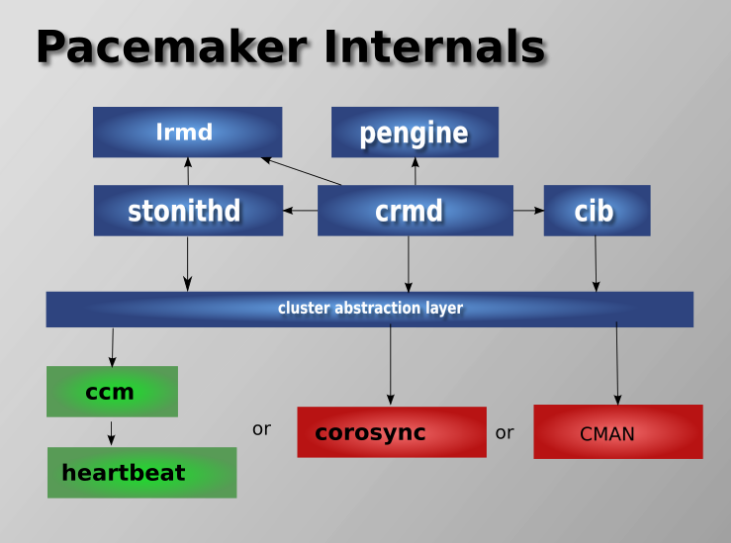 Pacemaker Internals
lrmd
pengine
stonithd
crmd
cib
cluster abstraction layer
ccm
heartbeat
or
corosync
or
CMAN